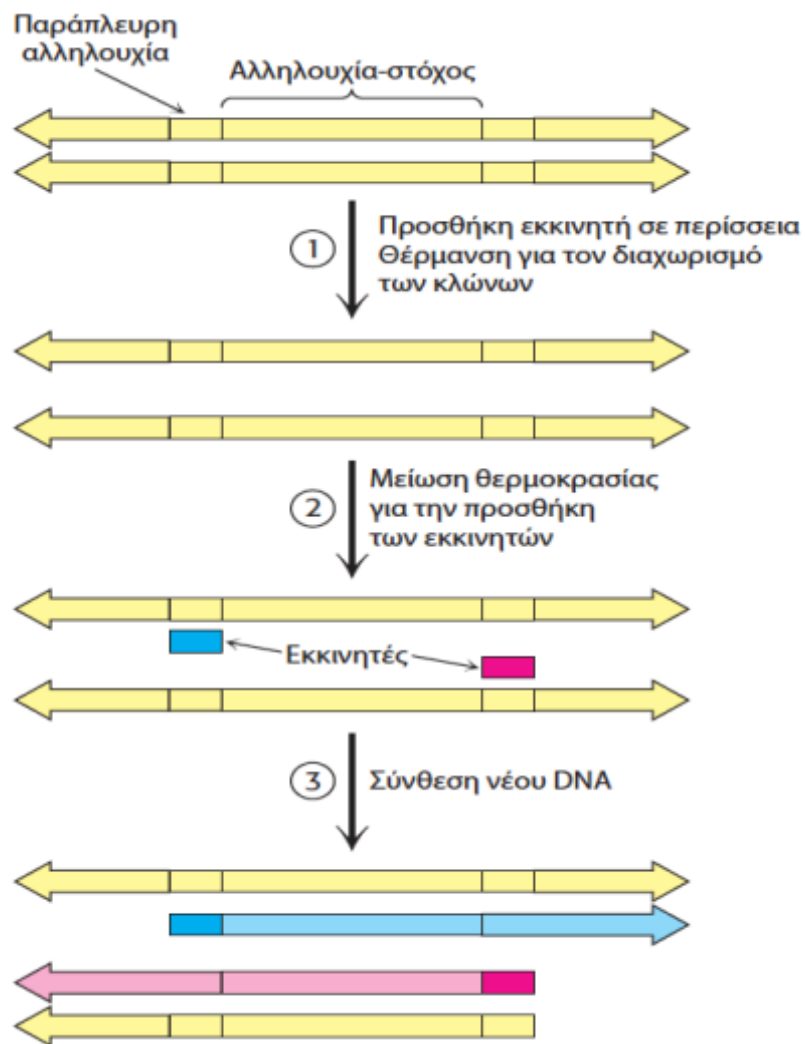 Παράπλευρη
αλληλουχία
Αλληλουχία-στόχος
1
Προσθήκη εκκινητή σε περίσσεια
Θέρμανση για τον διαχωρισμό
των κλώνων
2
Μείωση θερμοκρασίας
για την προσθήκη
των εκκινητών
Εκκινητές
3
Σύνθεση νέου DNA